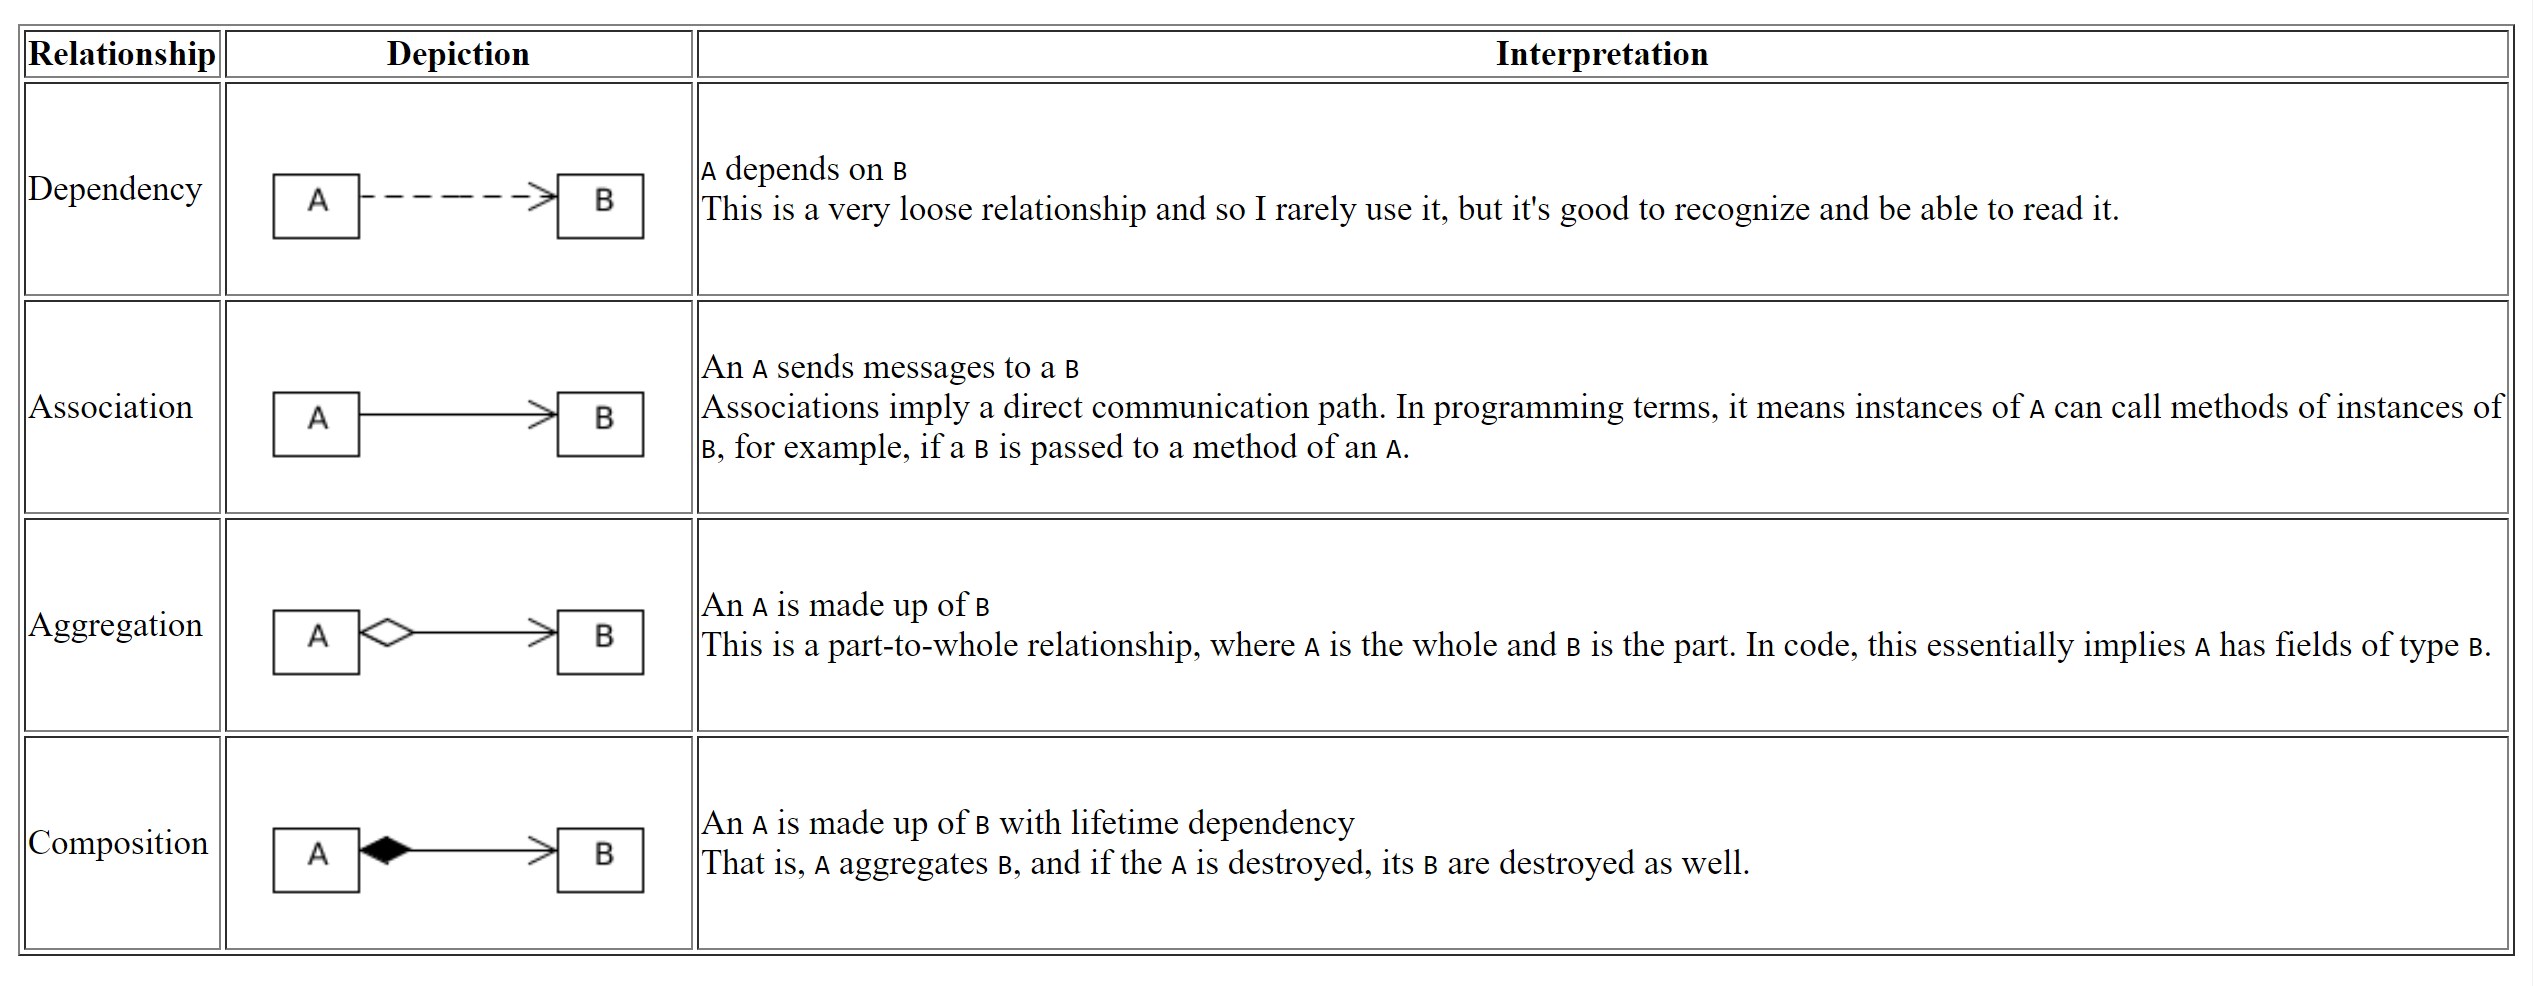 Relationship Depiction Interpretation
Dependency
A B
A depends on B
This is a very loose relationship and so I rarely use it, but it's good to recognize and be able to read it.
Association
A B
An A sends messages to a B
Associations imply a direct communication path. In programming terms, it means instances of A can call methods of instances of
B, for example, if a B is passed to a method of an A.
Aggregation
A B
An A is made up of B
This is a part-to-whole relationship, where A is the whole and B is the part. In code, this essentially implies A has fields of type B.
Composition
A B
An A is made up of B with lifetime dependency
That is, A aggregates B, and if the A is destroyed, its B are destroyed as well.